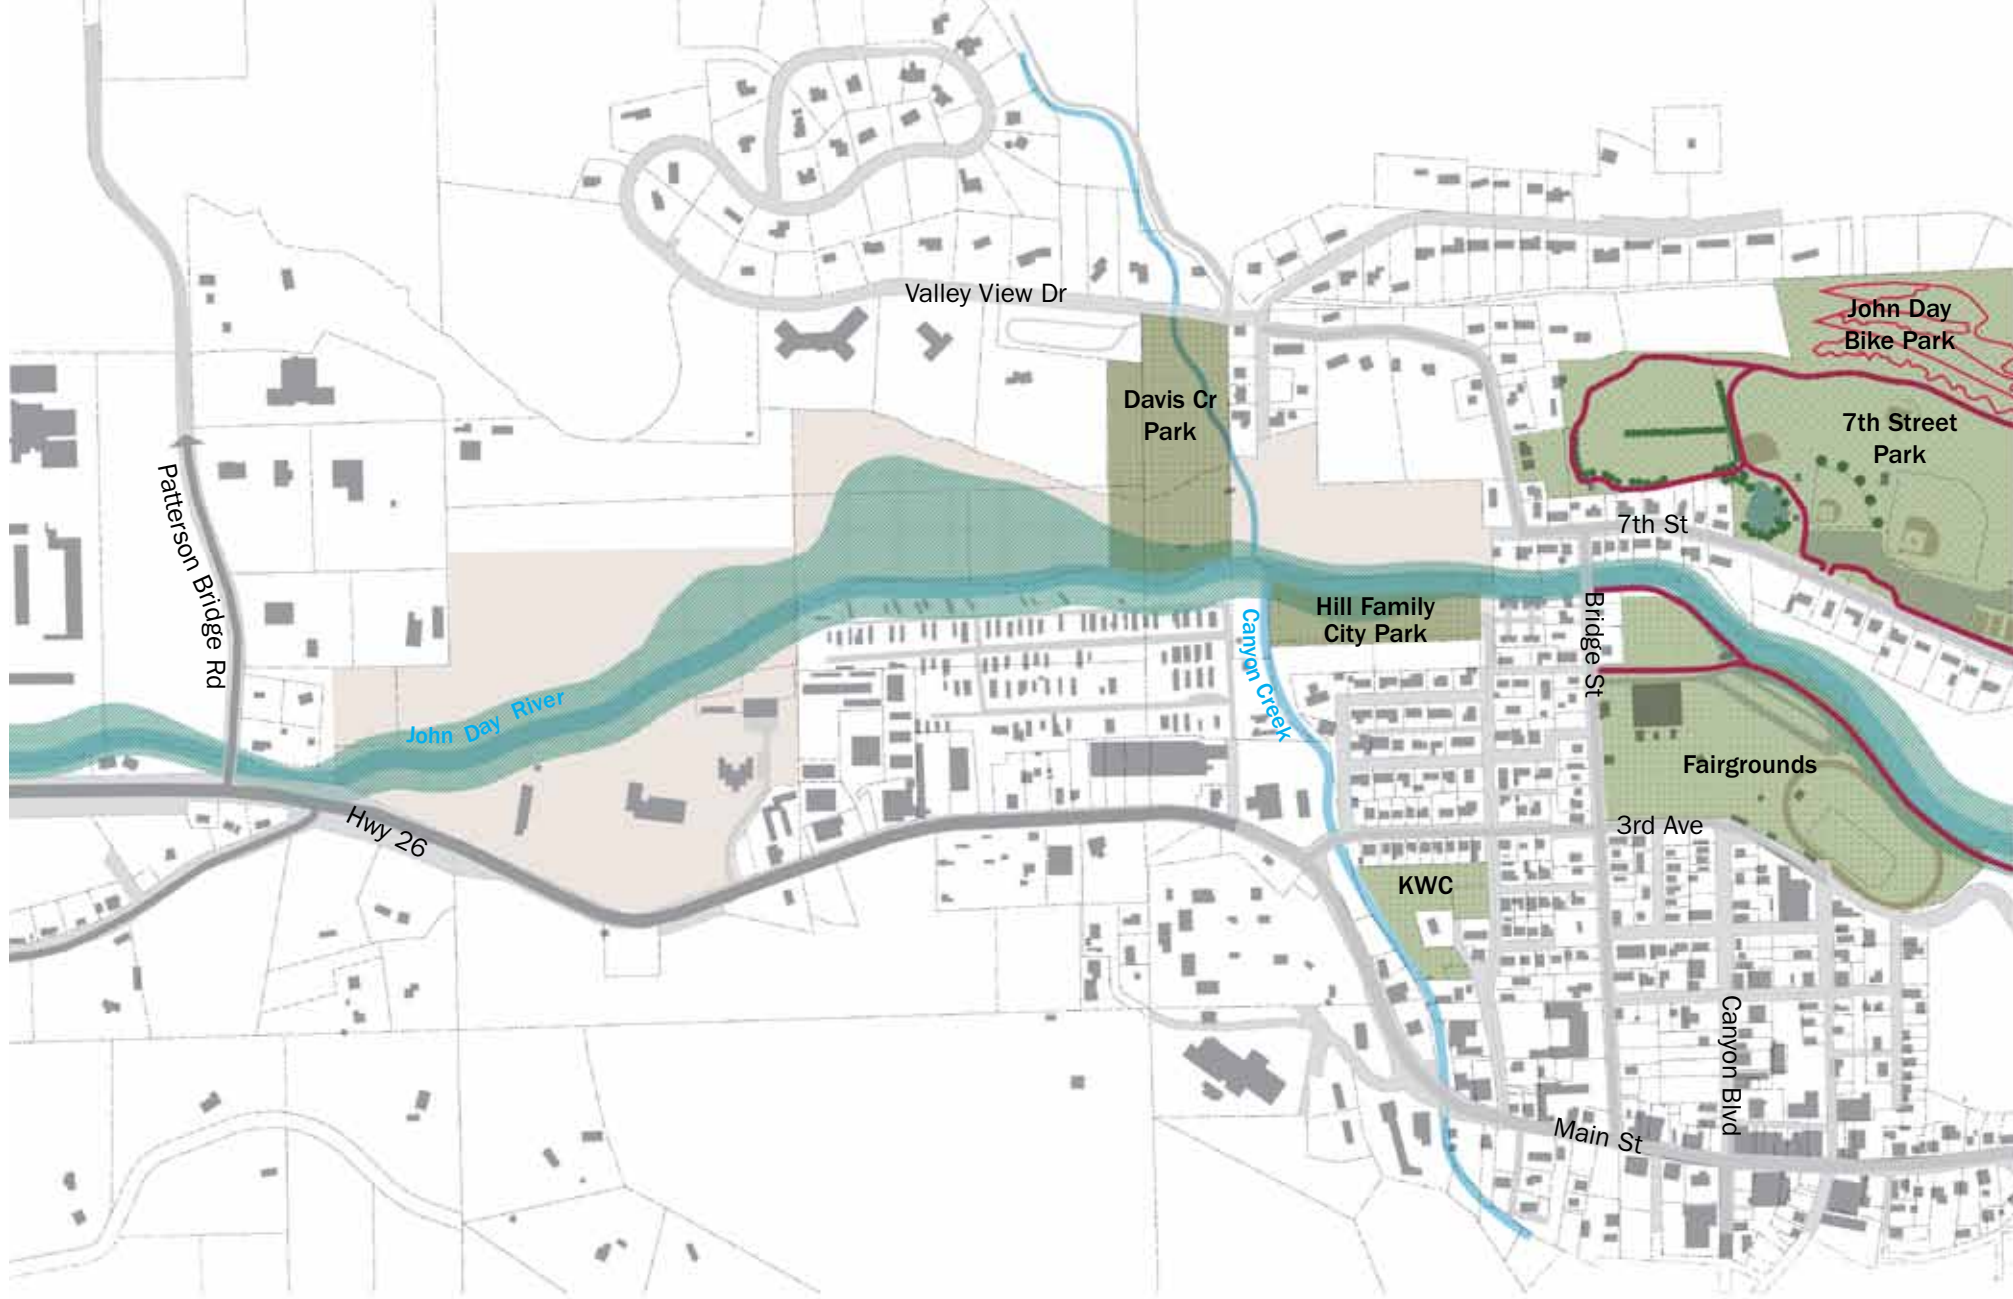 Valley View Dr
John Day
Bike Park
Davis Cr
Park
7th Street
Park
Patterson Bridge Rd
7th St
Hill Family
City Park
Bridge St
Canyon Creek
John Day River
Fairgrounds
Hwy 26
3rd Ave
KWC
Canyon Blvd
Main St